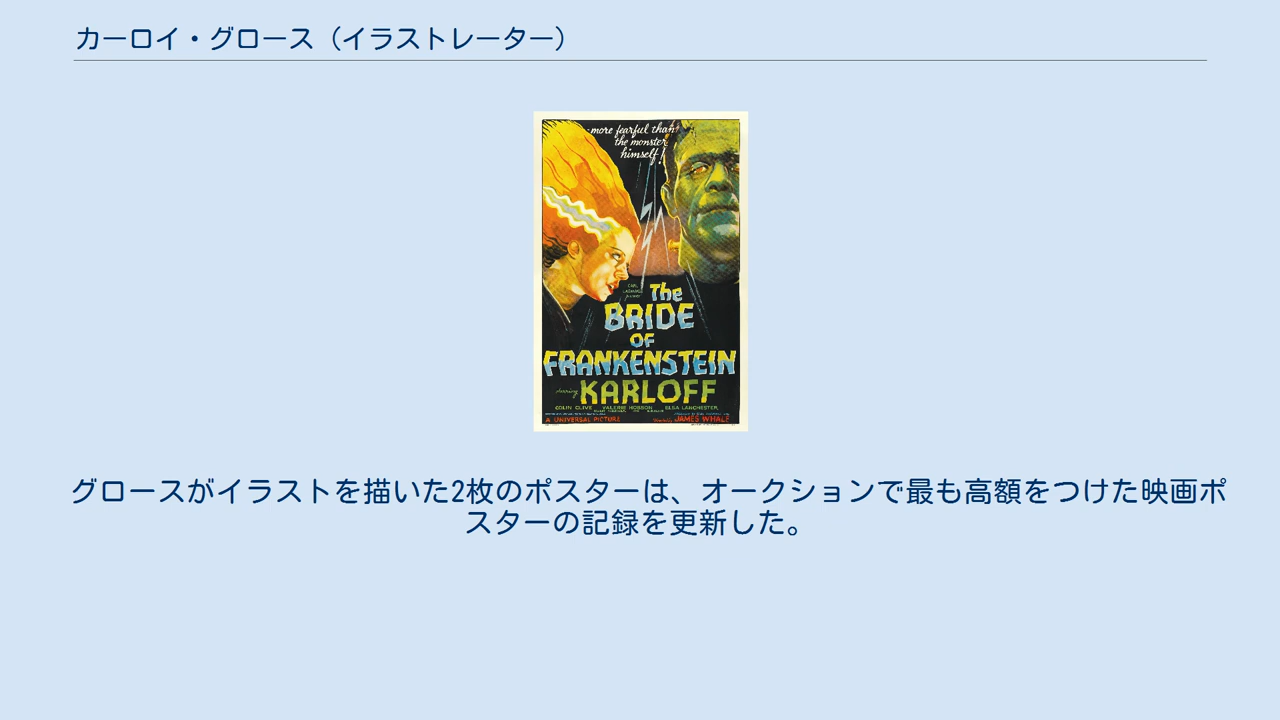 カーロイ・グロース（イラストレーター）
more fearful than
the monster
himself!
CARL
LAEMMLE
The
BRIDE
OF
FRANKENSTEIN
starring KARLOFF
COLIN CLIVE VALERIE HOBSON ELSA LANCHESTER
A UNIVERSAL PICTURE JAMES WHALE
グロースがイラストを描いた2枚のポスターは、オークションで最も高額をつけた映画ポ
スターの記録を更新した。